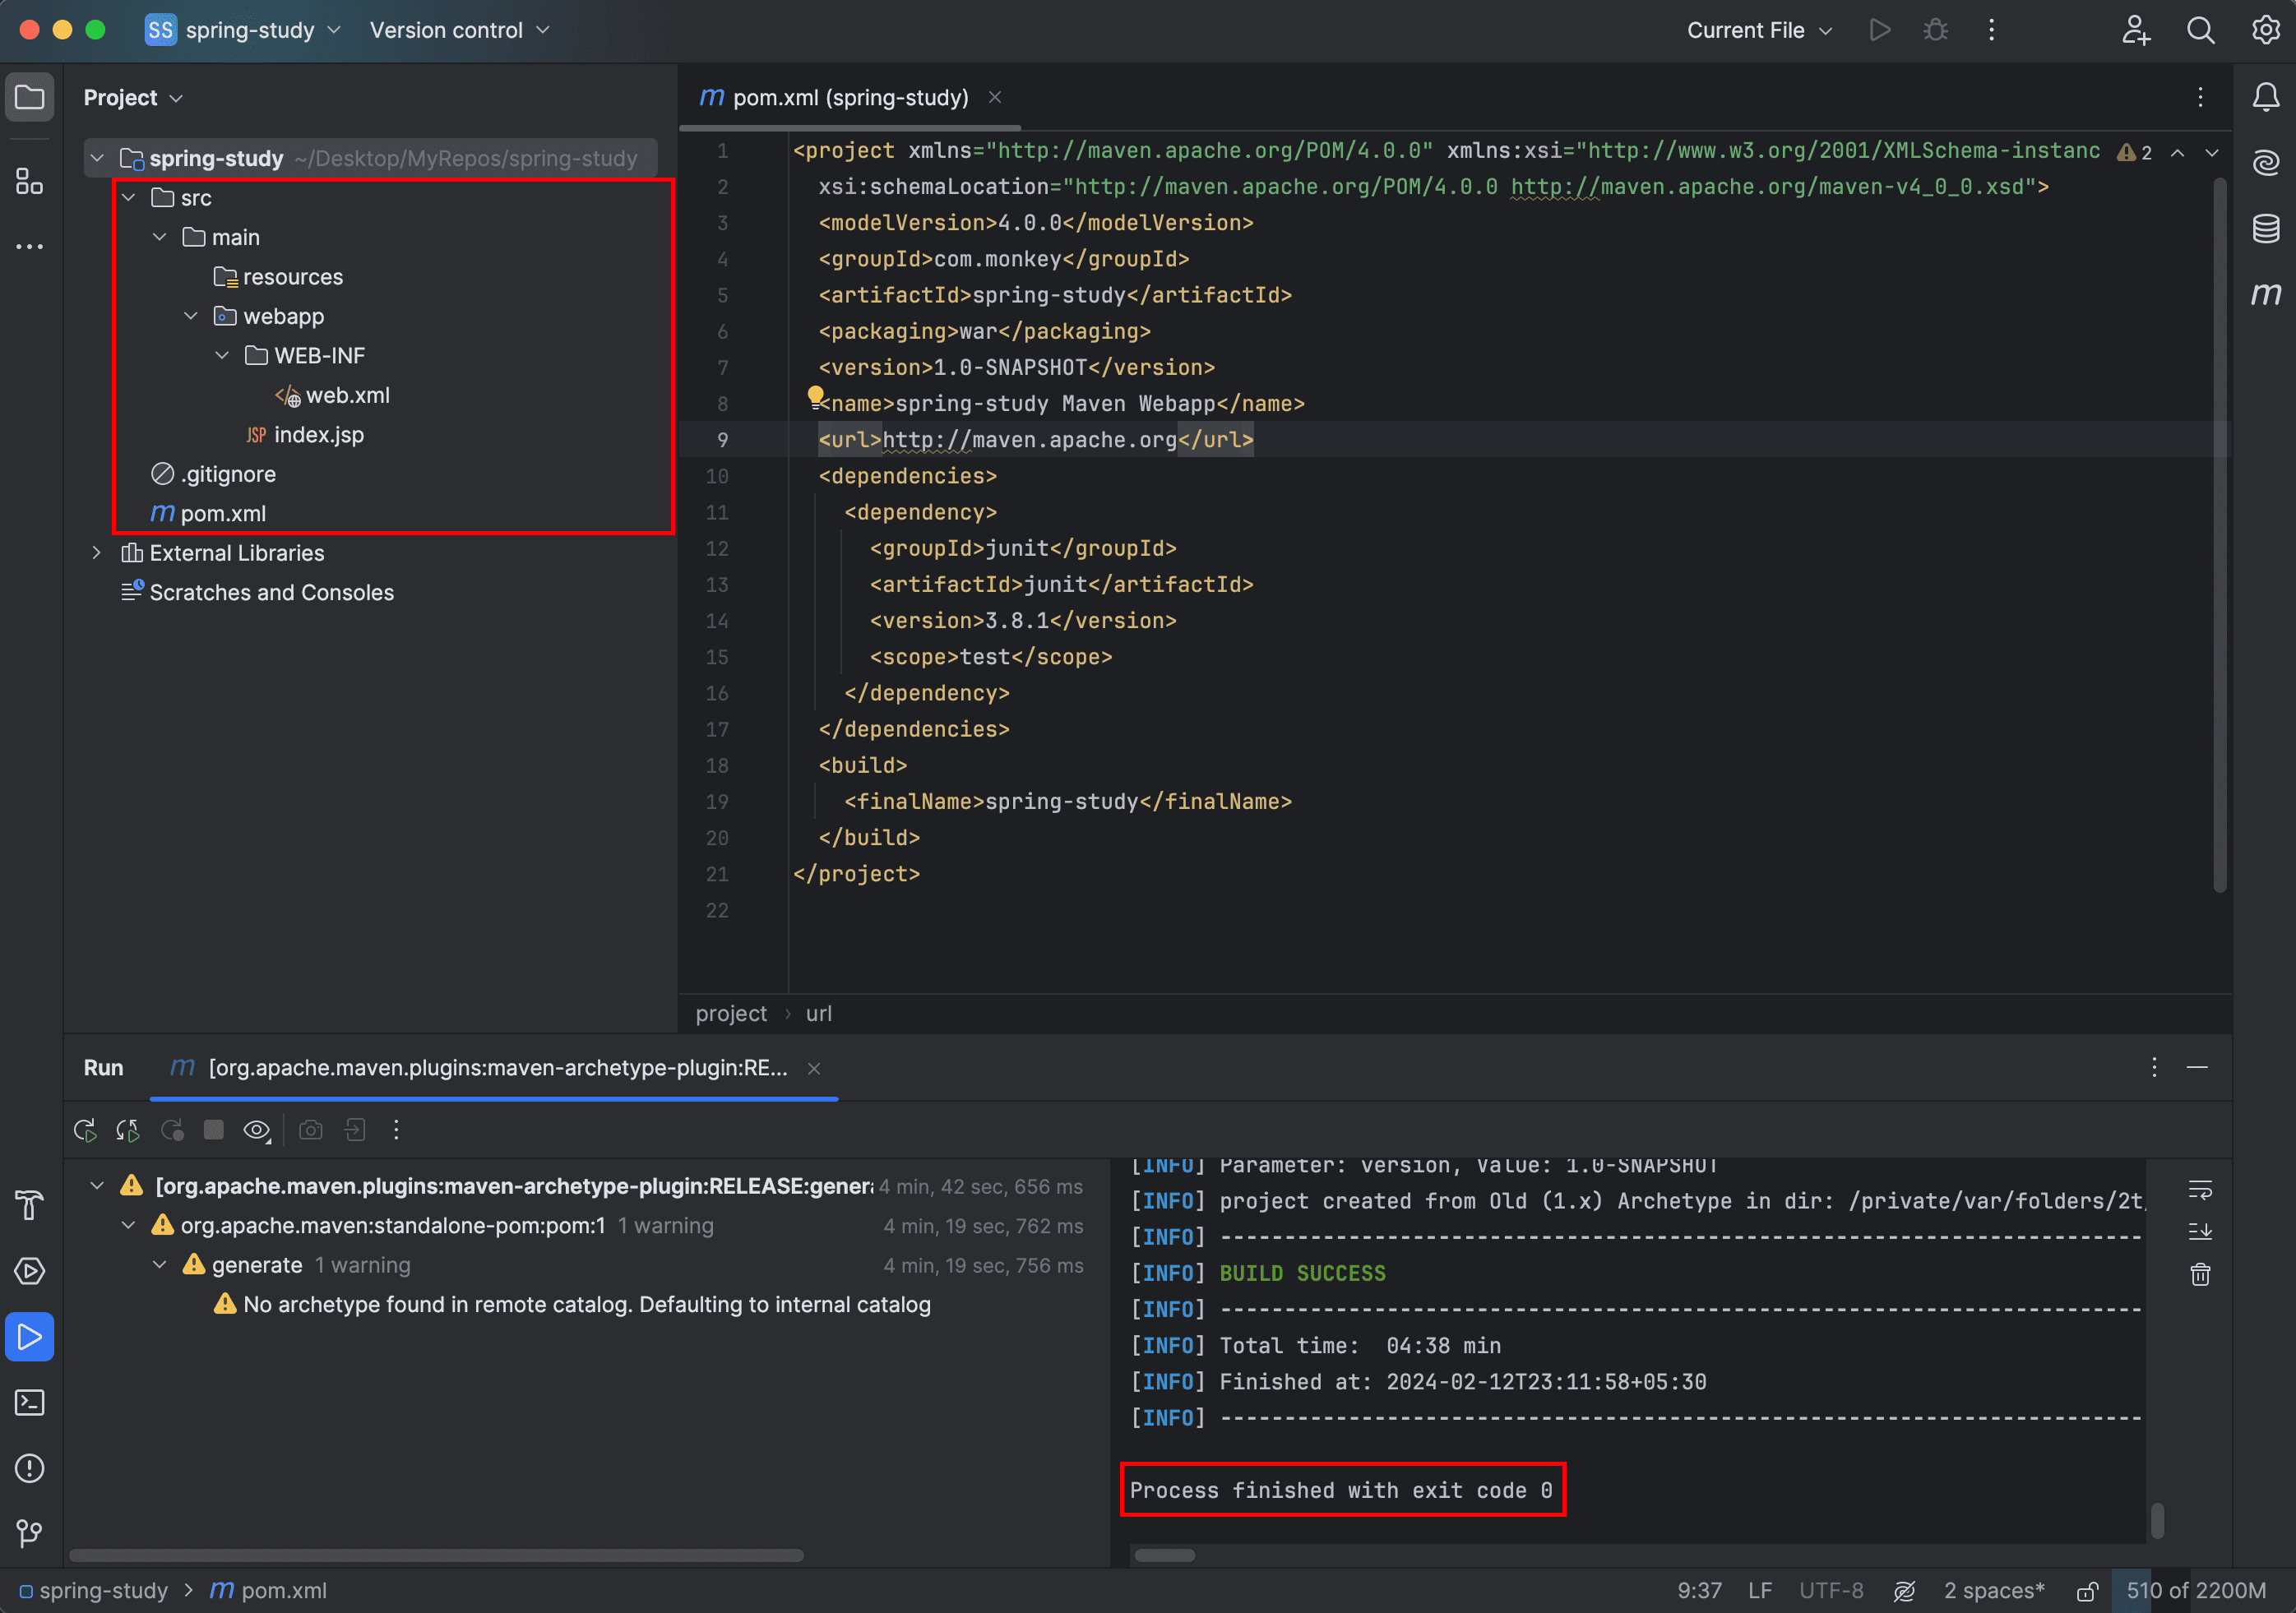 SS spring-study Version control Current File
Project
m pom.xml (spring-study)
spring-study ~/Desktop/MyRepos/spring-study
src
main
resources
webapp
WEB-INF
web.xml
JSP index.jsp
.gitignore
m pom.xml
External Libraries
Scratches and Consoles
1 <project xmlns="http://maven.apache.org/POM/4.0.0" xmlns:xsi="http://www.w3.org/2001/XMLSchema-instanc 2
2 xsi:schemaLocation="http://maven.apache.org/POM/4.0.0 http://maven.apache.org/maven-v4_0_0.xsd">
3 <modelVersion>4.0.0</modelVersion>
4 <groupId>com.monkey</groupId>
5 <artifactId>spring-study</artifactId>
6 <packaging>war</packaging>
7 <version>1.0-SNAPSHOT</version>
8 <name>spring-study Maven Webapp</name>
9 <url>http://maven.apache.org</url>
10 <dependencies>
11 <dependency>
12 <groupId>junit</groupId>
13 <artifactId>junit</artifactId>
14 <version>3.8.1</version>
15 <scope>test</scope>
16 </dependency>
17 </dependencies>
18 <build>
19 <finalName>spring-study</finalName>
20 </build>
21 </project>
22
project › url
m
Run m [org.apache.maven.plugins:maven-archetype-plugin:RE...
[org.apache.maven.plugins:maven-archetype-plugin:RELEASE:genera 4 min, 42 sec, 656 ms
org.apache.maven:standalone-pom:pom:1 1 warning 4 min, 19 sec, 762 ms
generate 1 warning 4 min, 19 sec, 756 ms
No archetype found in remote catalog. Defaulting to internal catalog
[INFO] Parameter: version, Value: 1.0-SNAPSHOT
[INFO] project created from Old (1.x) Archetype in dir: /private/var/folders/2t/
[INFO] ------------------------------------------------------------------------
[INFO] BUILD SUCCESS
[INFO] ------------------------------------------------------------------------
[INFO] Total time:  04:38 min
[INFO] Finished at: 2024-02-12T23:11:58+05:30
[INFO] ------------------------------------------------------------------------
Process finished with exit code 0
spring-study > m pom.xml 9:37 LF UTF-8 2 spaces* 510 of 2200M